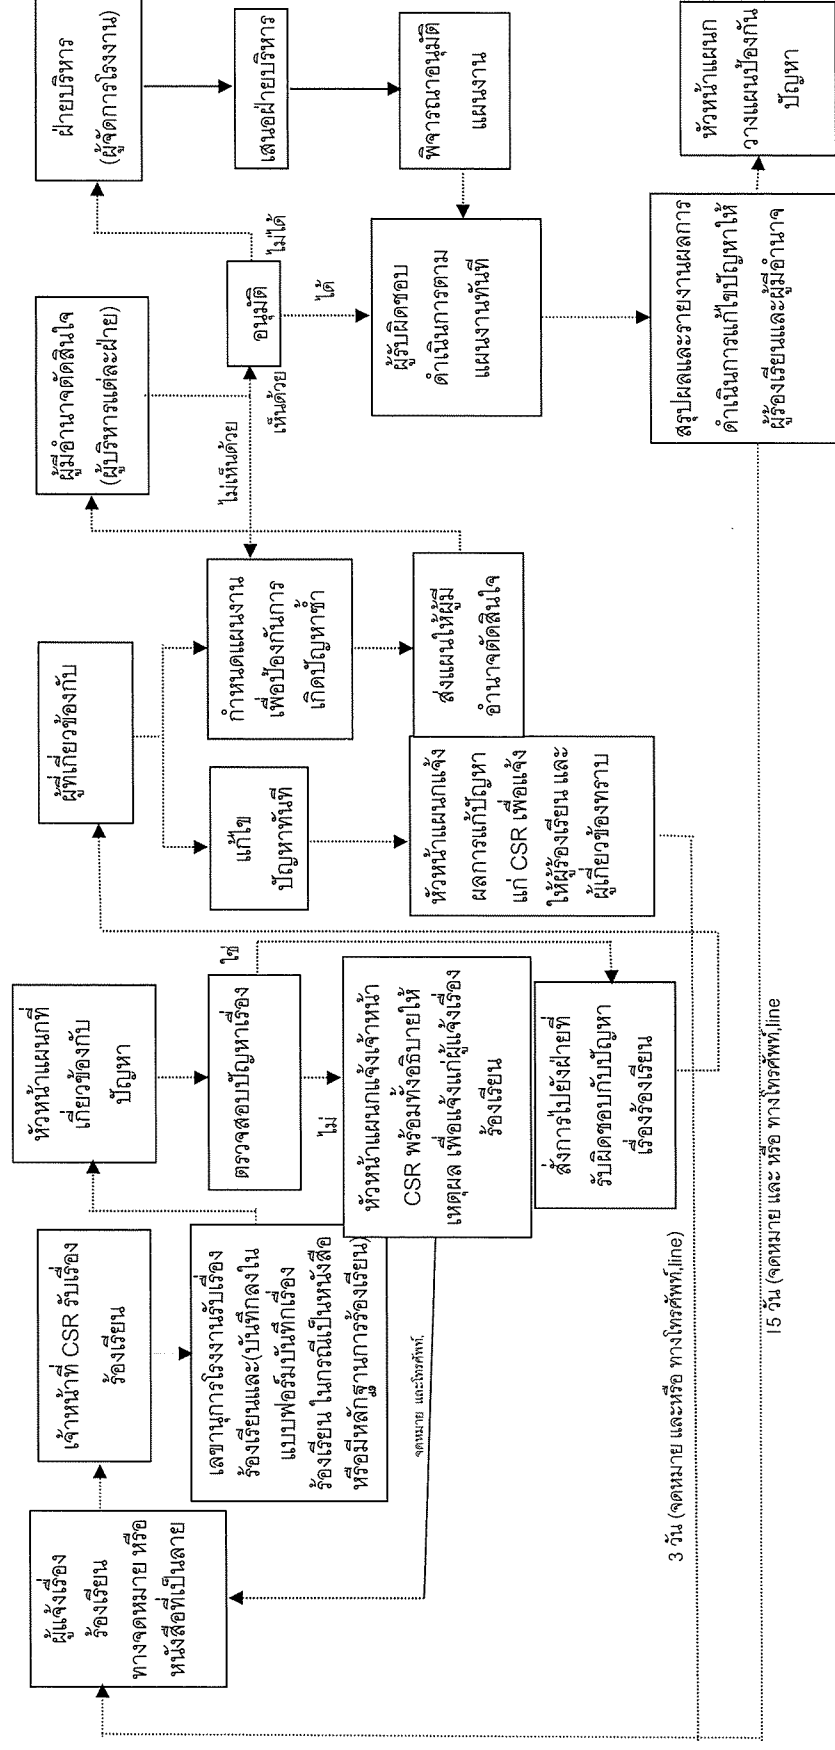 ผู้แจ้งเรื่อง
ร้องเรียน
ทางจดหมาย หรือ
หนังสือที่เป็นลาย
เจ้าหน้าที่ CSR รับเรื่อง
ร้องเรียน
เลขานุการโรงงานรับเรื่อง
ร้องเรียนและ(บันทึกลงใน
แบบฟอร์มบันทึกเรื่อง
ร้องเรียน ในกรณีเป็นหนังสือ
หรือมีหลักฐานการร้องเรียน)
หัวหน้าแผนกที่
เกี่ยวข้องกับ
ปัญหา
ตรวจสอบปัญหาเรื่อง
ใช่
ไม่
หัวหน้าแผนกแจ้งเจ้าหน้า
CSR พร้อมทั้งอธิบายให้
เหตุผล เพื่อแจ้งแก่ผู้แจ้งเรื่อง
ร้องเรียน
จดหมาย และโทรศัพท์,
สั่งการไปยังฝ่ายที่
รับผิดชอบกับปัญหา
เรื่องร้องเรียน
ผู้ที่เกี่ยวข้องกับ
แก้ไข
ปัญหาทันที
หัวหน้าแผนกแจ้ง
ผลการแก้ปัญหา
แก่ CSR เพื่อแจ้ง
ให้ผู้ร้องเรียน และ
ผู้เกี่ยวข้องทราบ
3 วัน (จดหมาย และหรือ ทางโทรศัพท์,line)
กำหนดแผนงาน
เพื่อป้องกันการ
เกิดปัญหาซ้ำ
ส่งแผนให้ผู้มี
อำนาจตัดสินใจ
ผู้มีอำนาจตัดสินใจ
(ผู้บริหารแต่ละฝ่าย)
ไม่เห็นด้วย
เห็นด้วย
อนุมัติ
ไม่ได้
ได้
ฝ่ายบริหาร
(ผู้จัดการโรงงาน)
เสนอฝ่ายบริหาร
พิจารณาอนุมัติ
แผนงาน
ผู้รับผิดชอบ
ดำเนินการตาม
แผนงานทันที
สรุปผลและรายงานผลการ
ดำเนินการแก้ไขปัญหาให้
ผู้ร้องเรียนและผู้มีอำนาจ
15 วัน (จดหมาย และ หรือ ทางโทรศัพท์,line
หัวหน้าแผนก
วางแผนป้องกัน
ปัญหา